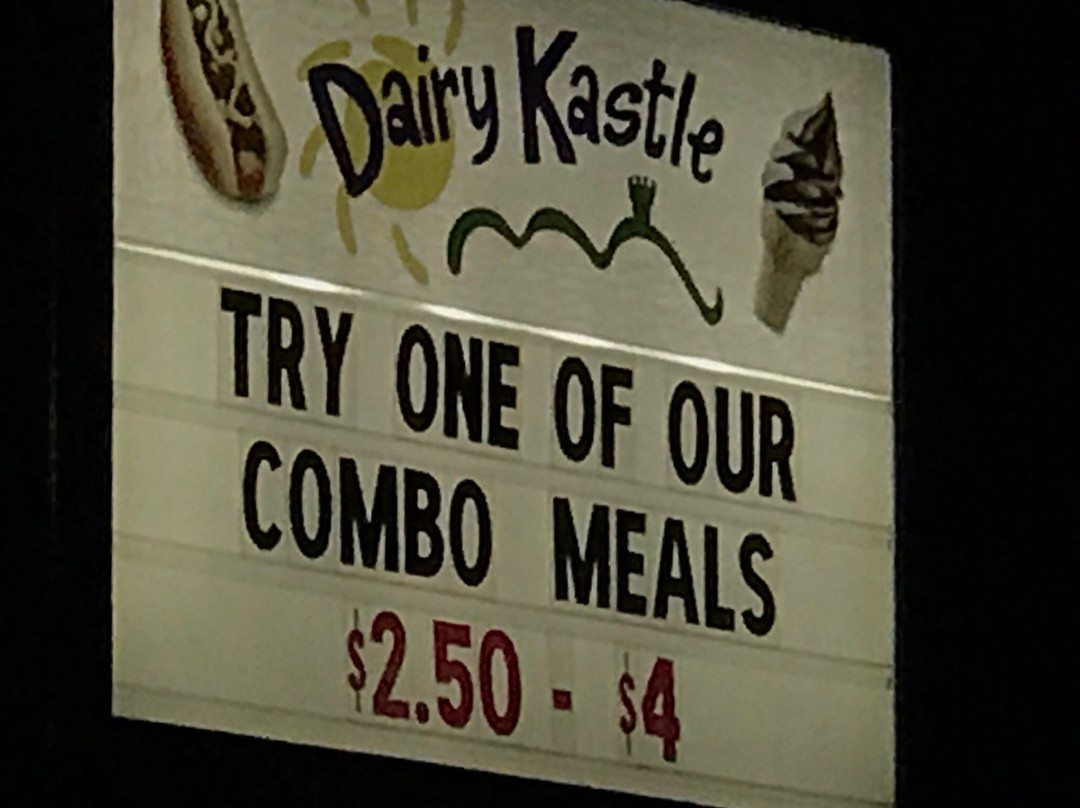 Dairy Kastle
TRY ONE OF OUR
COMBO MEALS
$2.50 - $4